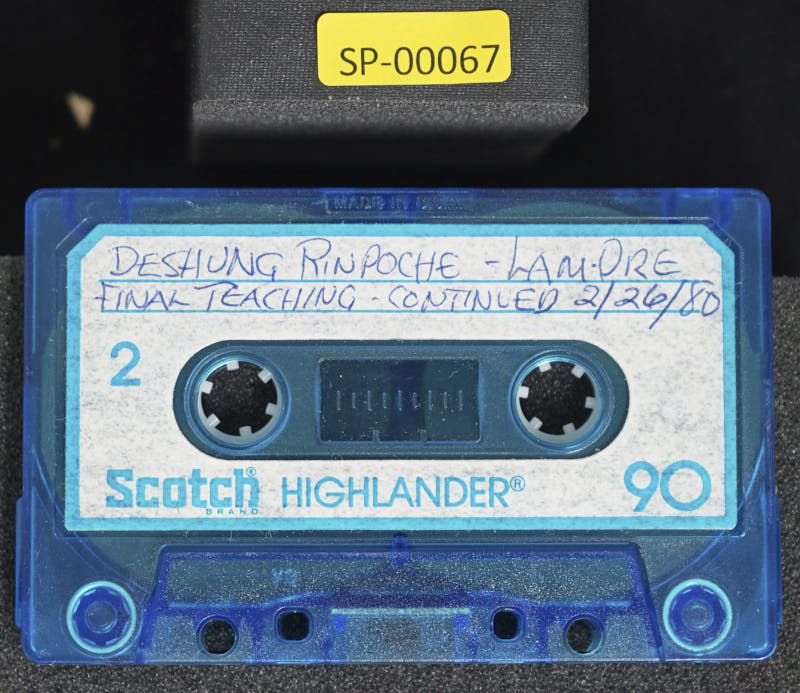 SP-00067
MADE IN U.S.A.
DESHUNG RINPOCHE - LAM-DRE
FINAL TEACHING - CONTINUED 2/26/80
2
Scotch® HIGHLANDER® 90
BRAND